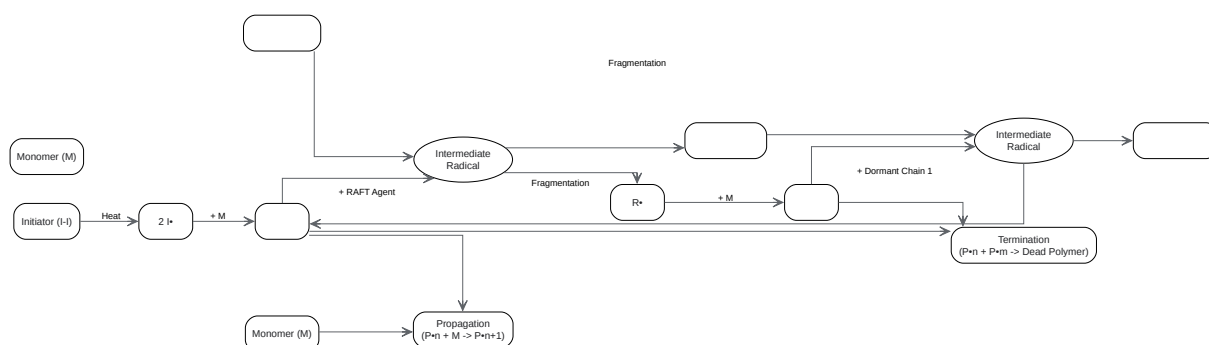 Fragmentation
Monomer (M)
Intermediate
Radical
Intermediate
Radical
+ RAFT Agent
Fragmentation
+ Dormant Chain 1
Initiator (I-I)
Heat
2 I•
+ M
R•
+ M
Termination
(P•n + P•m -> Dead Polymer)
Monomer (M)
Propagation
(P•n + M -> P•n+1)